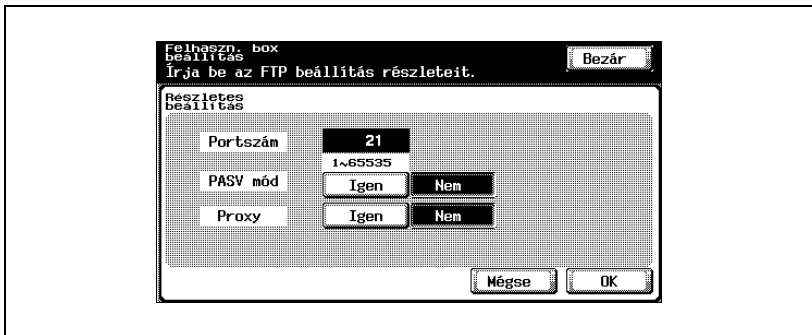 Felhaszn. box
beállítás
Bezár
Írja be az FTP beállítás részleteit.
Részletes
beállítás
Portszám 21
1~65535
PASV mód Igen Nem
Proxy Igen Nem
Mégse OK